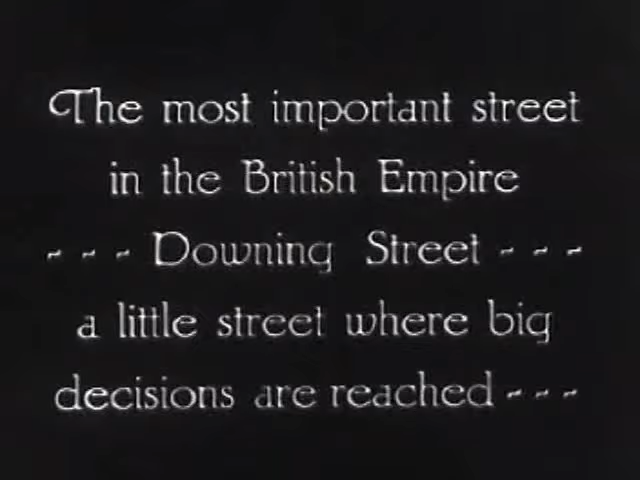 The most important street
in the British Empire
- - - Downing Street - - -
a little street where big
decisions are reached - - -